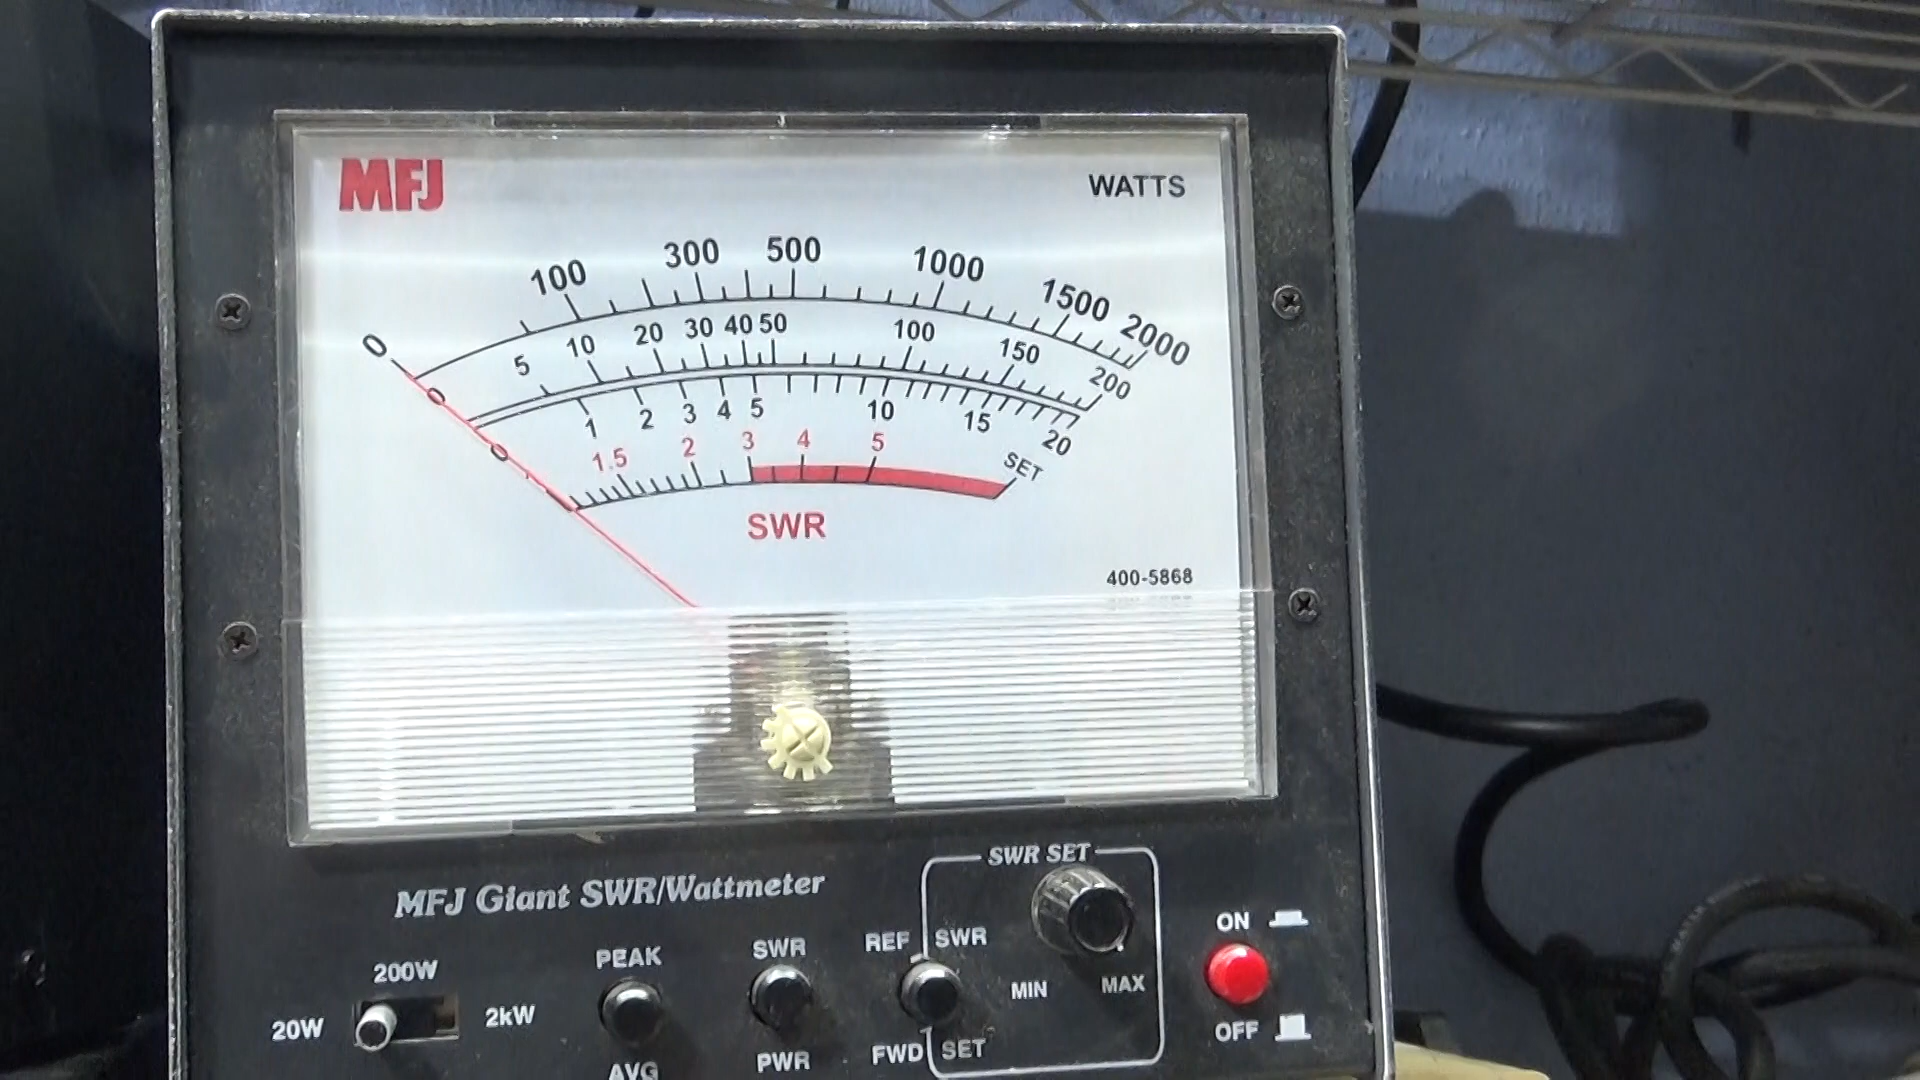 MFJ
WATTS
0 100 300 500 1000 1500 2000
0 5 10 20 30 40 50 100 150 200
0 1 2 3 4 5 10 15 20
1.5 2 3 4 5 SET
SWR
400-5868
MFJ Giant SWR/Wattmeter
SWR SET
200W
20W
2kW
PEAK
AVG
SWR
PWR
REF
SWR
FWD
SET
MIN
MAX
ON
OFF